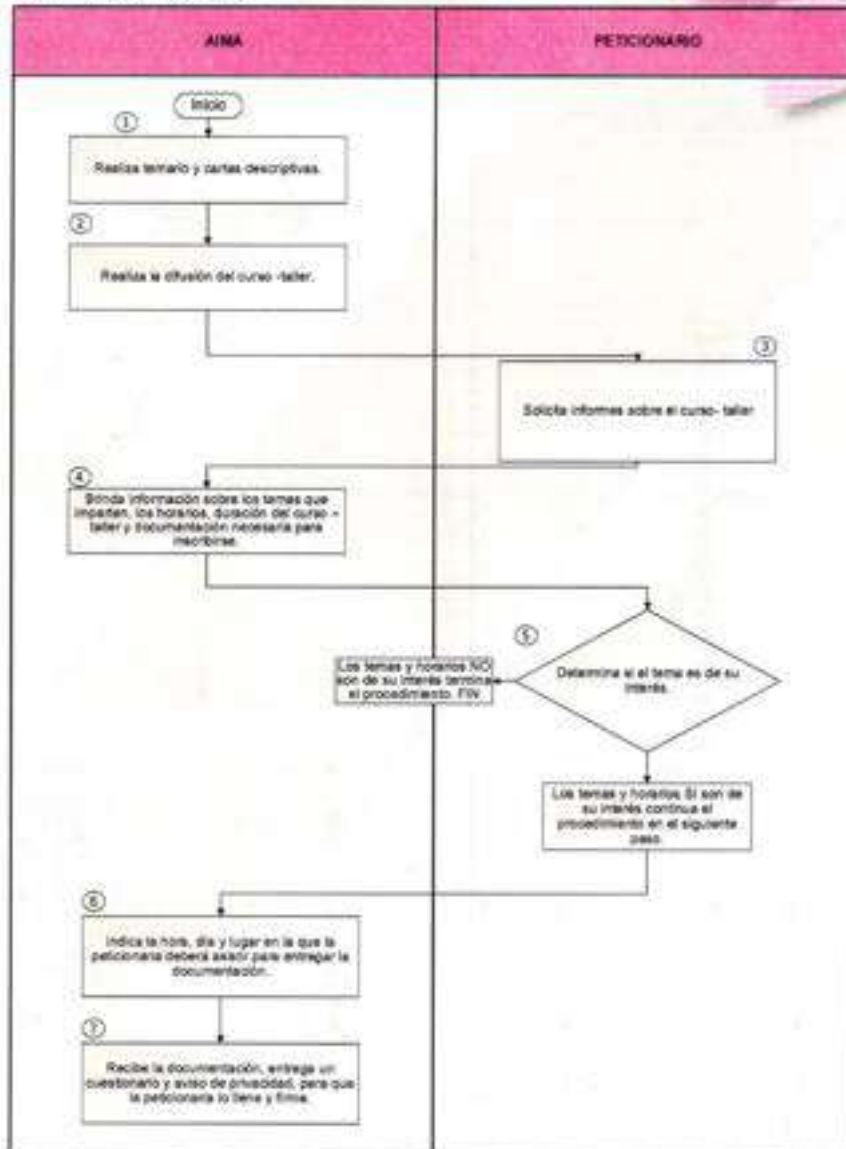 AIMA
PETICIONARIO
Inicio
1
Realiza temario y cartas descriptivas.
2
Realiza la difusión del curso -taller.
3
Solicita informes sobre el curso- taller
4
Brinda información sobre los temas que
imparten, los horarios, duración del curso –
taller y documentación necesaria para
inscribirse.
5
Determina si el tema es de su
interés.
Los temas y horarios NO
son de su interés termina
el procedimiento. FIN
Los temas y horarios SI son de
su interés continua el
procedimiento en el siguiente
paso.
6
Indica la hora, día y lugar en la que la
peticionaria deberá asistir para entregar la
documentación.
7
Recibe la documentación, entrega un
cuestionario y aviso de privacidad, para que
la peticionaria lo llene y firme.